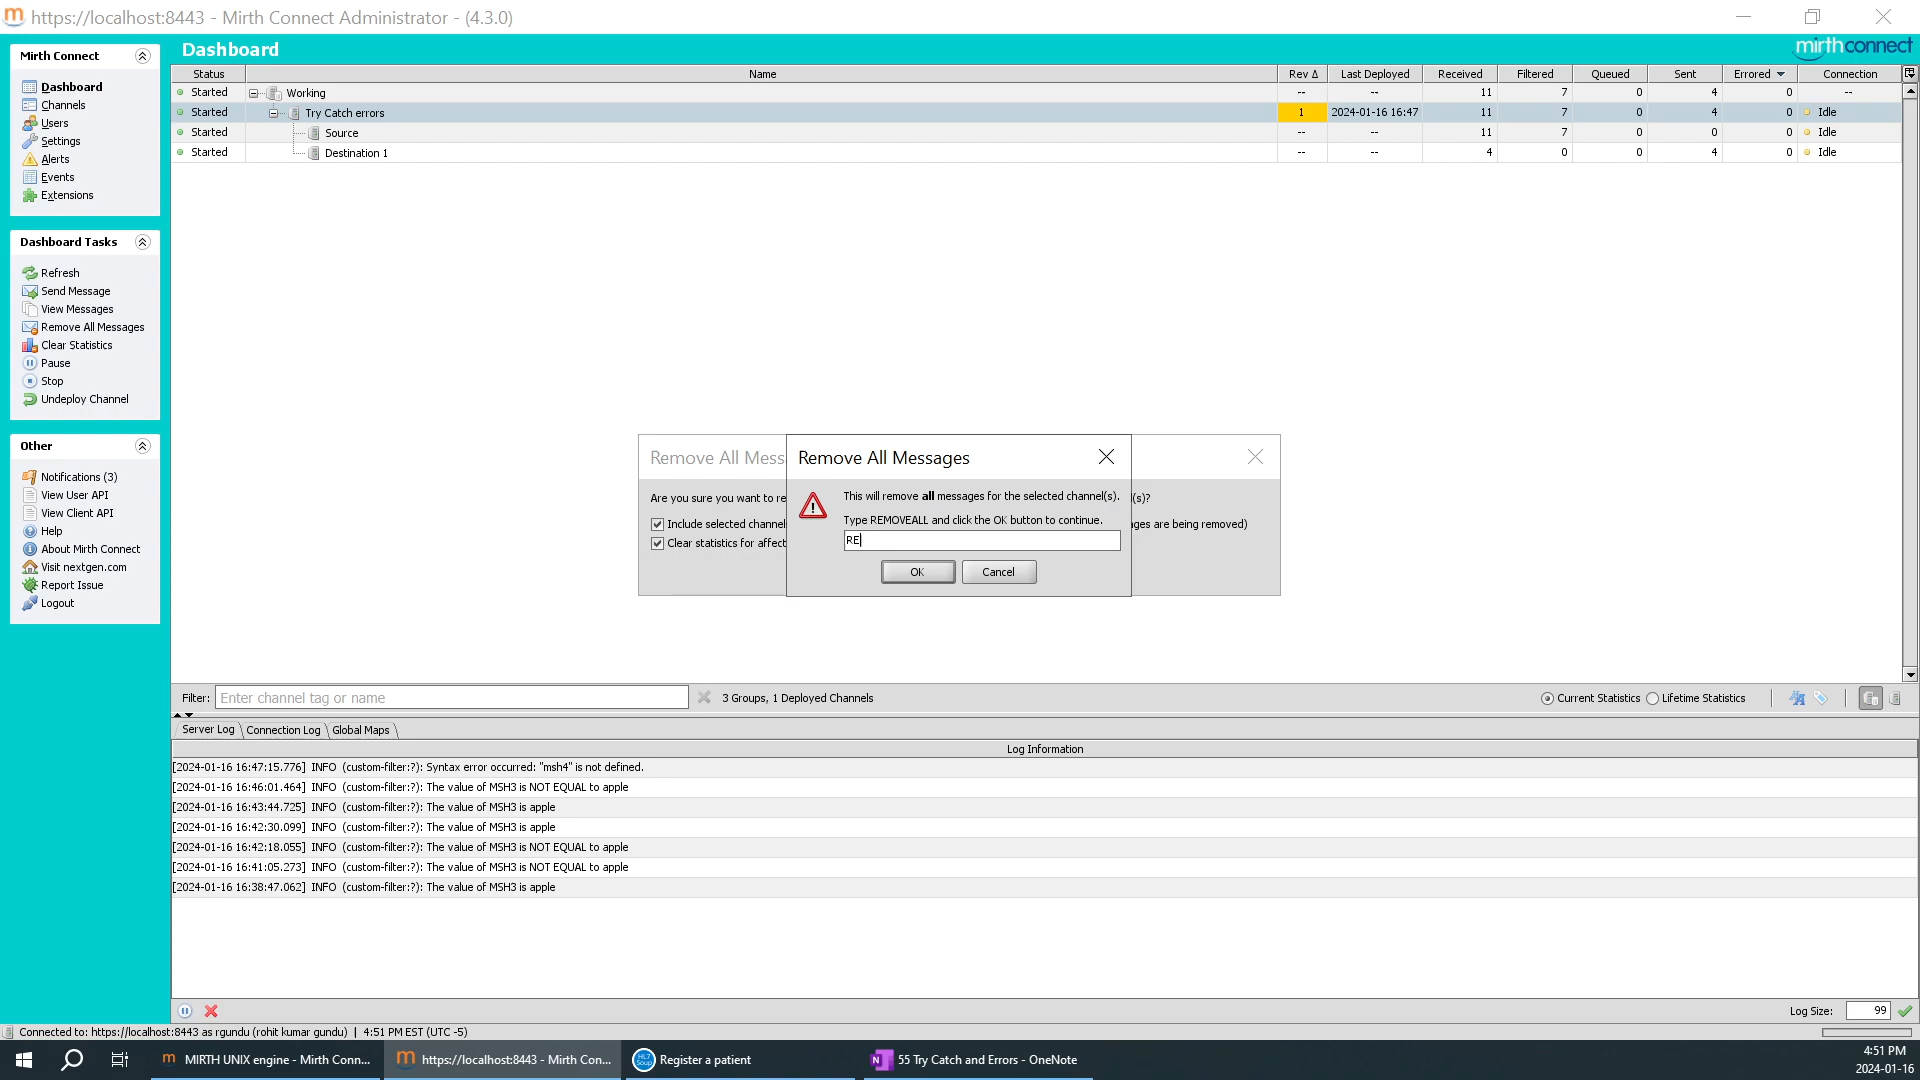 https://localhost:8443 - Mirth Connect Administrator - (4.3.0)
Mirth Connect
Dashboard
mirthconnect
Dashboard
Channels
Users
Settings
Alerts
Events
Extensions
Dashboard Tasks
Refresh
Send Message
View Messages
Remove All Messages
Clear Statistics
Pause
Stop
Undeploy Channel
Other
Notifications (3)
View User API
View Client API
Help
About Mirth Connect
Visit nextgen.com
Report Issue
Logout
Status Name Rev Δ Last Deployed Received Filtered Queued Sent Errored Connection
Started Working -- -- 11 7 0 4 0 --
Started Try Catch errors 1 2024-01-16 16:47 11 7 0 4 0 Idle
Started Source -- -- 11 7 0 0 0 Idle
Started Destination 1 -- -- 4 0 0 4 0 Idle
Remove All Mess
Are you sure you want to re (s)?
Include selected channel ges are being removed)
Clear statistics for affect
Remove All Messages
This will remove all messages for the selected channel(s).
Type REMOVEALL and click the OK button to continue.
RE
OK Cancel
Filter: Enter channel tag or name 3 Groups, 1 Deployed Channels Current Statistics Lifetime Statistics
Server Log Connection Log Global Maps
Log Information
[2024-01-16 16:47:15.776] INFO (custom-filter:?): Syntax error occurred: "msh4" is not defined.
[2024-01-16 16:46:01.464] INFO (custom-filter:?): The value of MSH3 is NOT EQUAL to apple
[2024-01-16 16:43:44.725] INFO (custom-filter:?): The value of MSH3 is apple
[2024-01-16 16:42:30.099] INFO (custom-filter:?): The value of MSH3 is apple
[2024-01-16 16:42:18.055] INFO (custom-filter:?): The value of MSH3 is NOT EQUAL to apple
[2024-01-16 16:41:05.273] INFO (custom-filter:?): The value of MSH3 is NOT EQUAL to apple
[2024-01-16 16:38:47.062] INFO (custom-filter:?): The value of MSH3 is apple
Log Size: 99
Connected to: https://localhost:8443 as rgundu (rohit kumar gundu) | 4:51 PM EST (UTC -5)
MIRTH UNIX engine - Mirth Conn...
https://localhost:8443 - Mirth Con...
HL7 Soup
Register a patient
55 Try Catch and Errors - OneNote
4:51 PM
2024-01-16